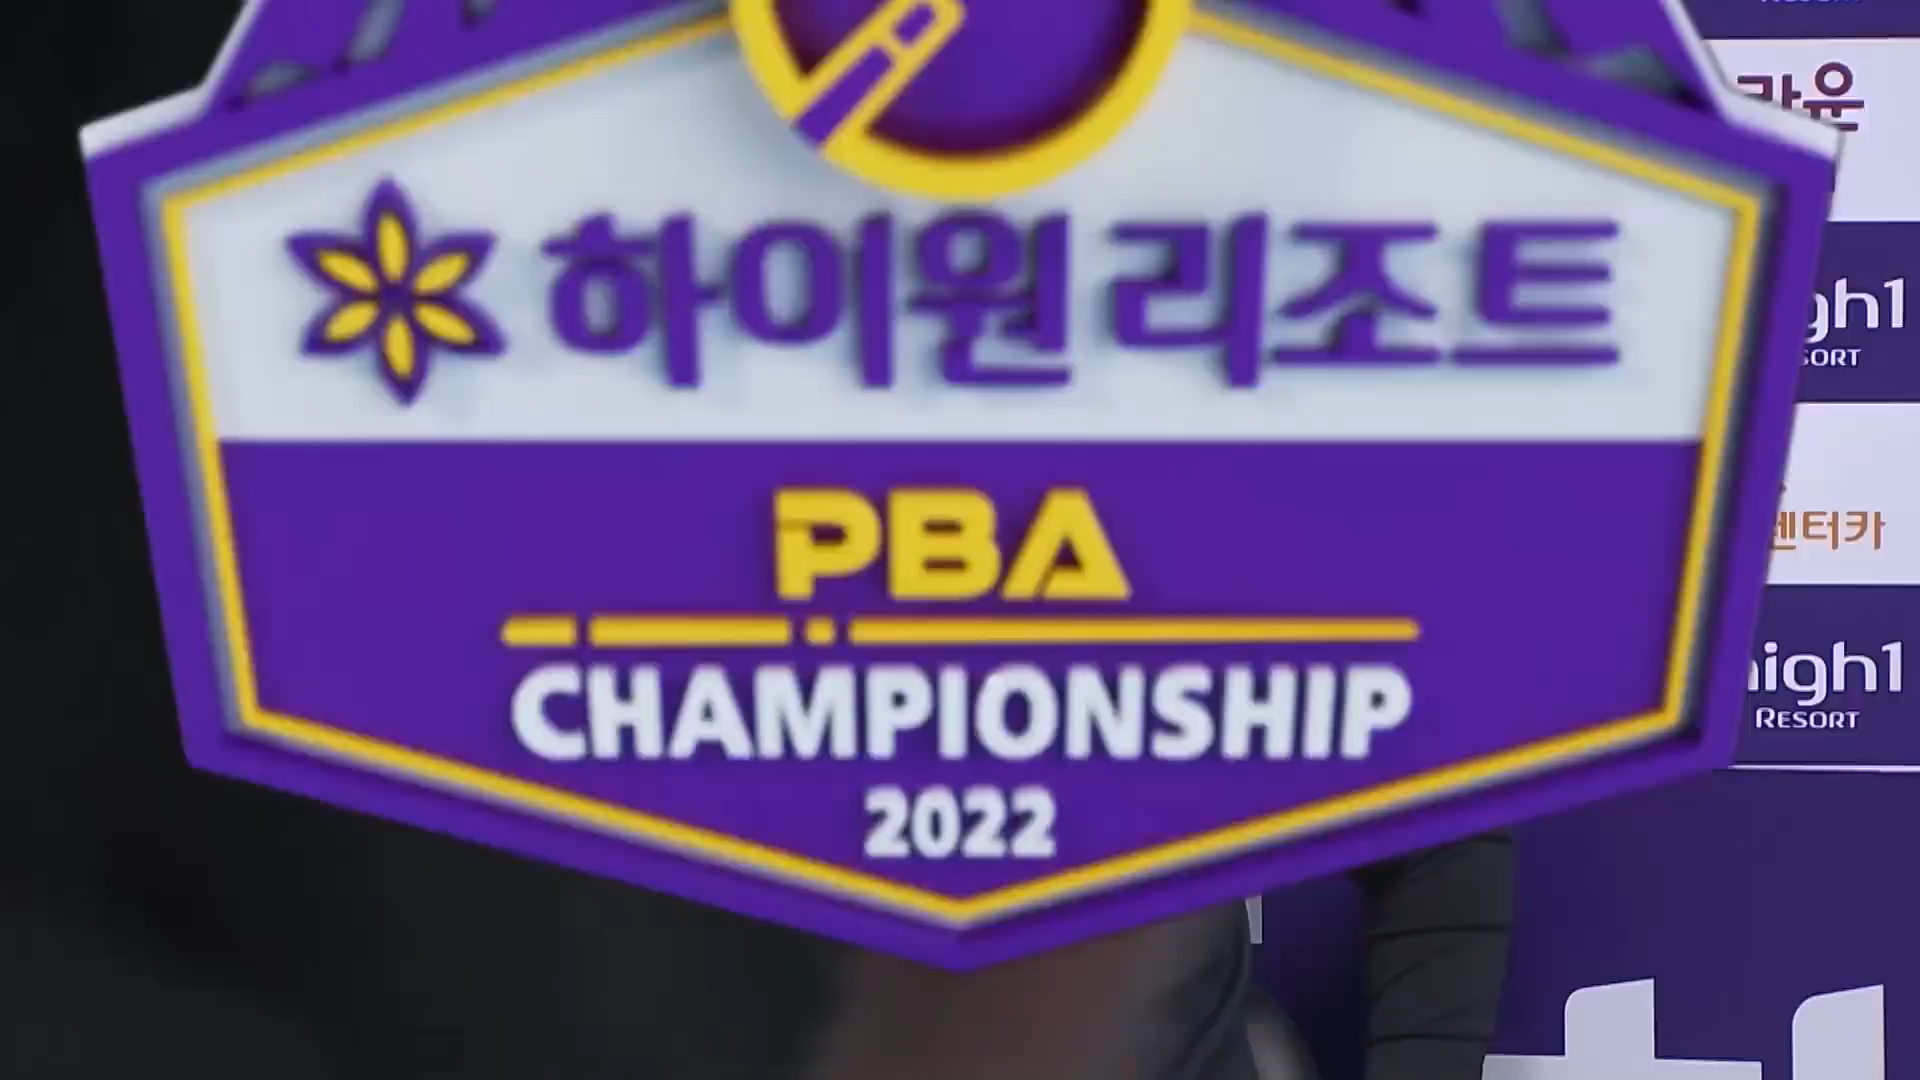 하이원리조트
PBA
CHAMPIONSHIP
2022
high1
RESORT